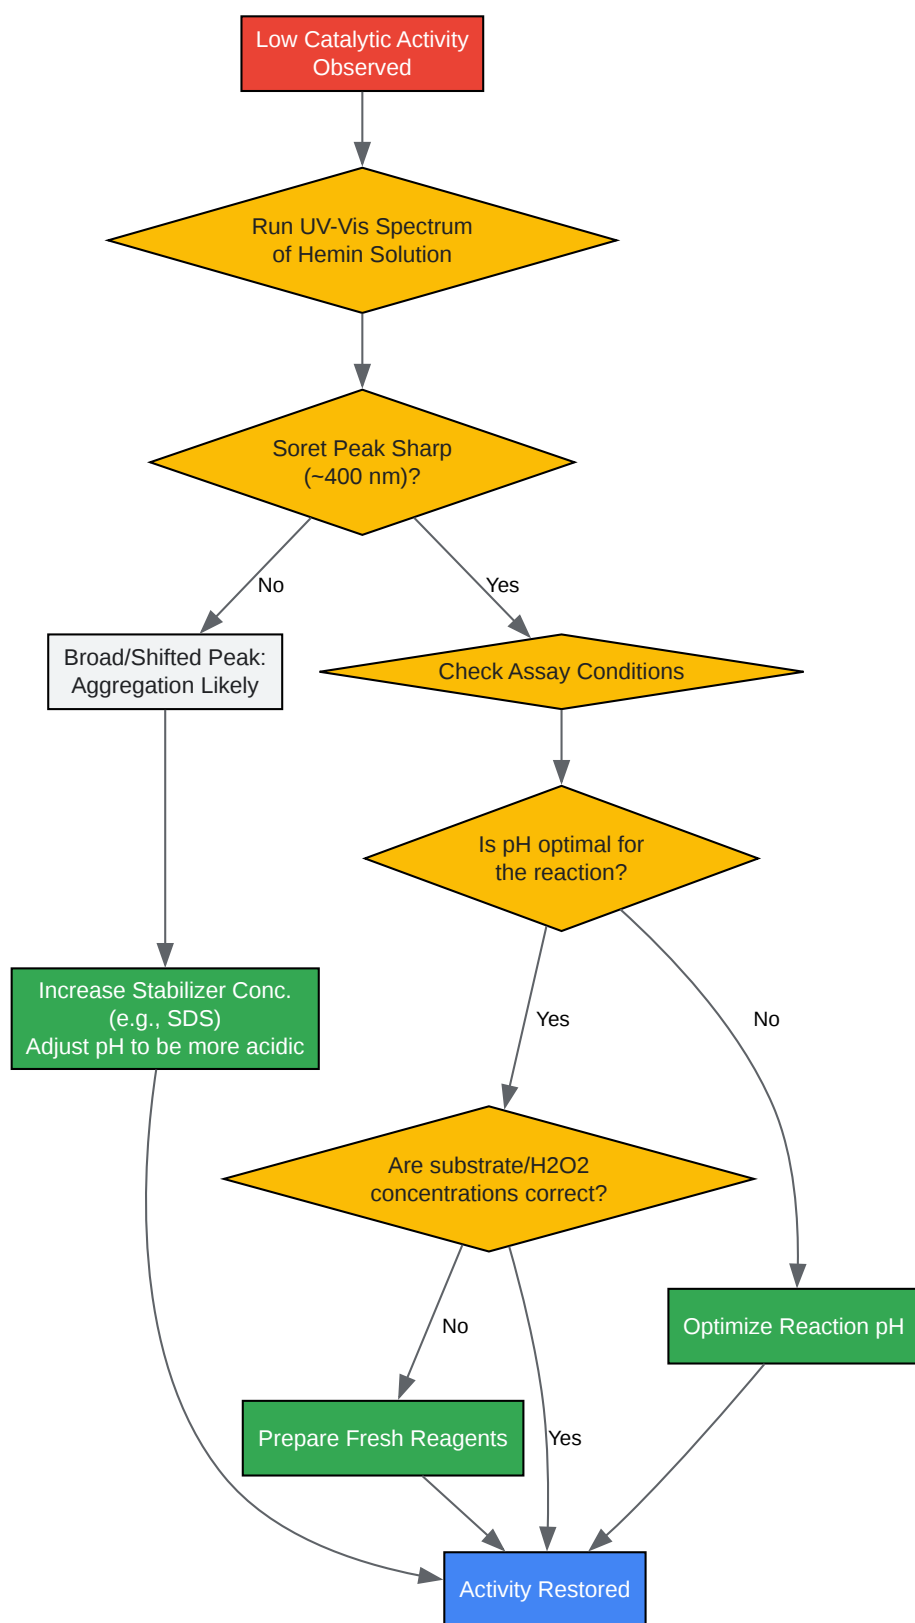 Low Catalytic Activity
Observed
Run UV-Vis Spectrum
of Hemin Solution
Soret Peak Sharp
(~400 nm)?
No
Yes
Broad/Shifted Peak:
Aggregation Likely
Check Assay Conditions
Is pH optimal for
the reaction?
Increase Stabilizer Conc.
(e.g., SDS)
Adjust pH to be more acidic
Yes
No
Are substrate/H2O2
concentrations correct?
No
Optimize Reaction pH
Prepare Fresh Reagents
Yes
Activity Restored